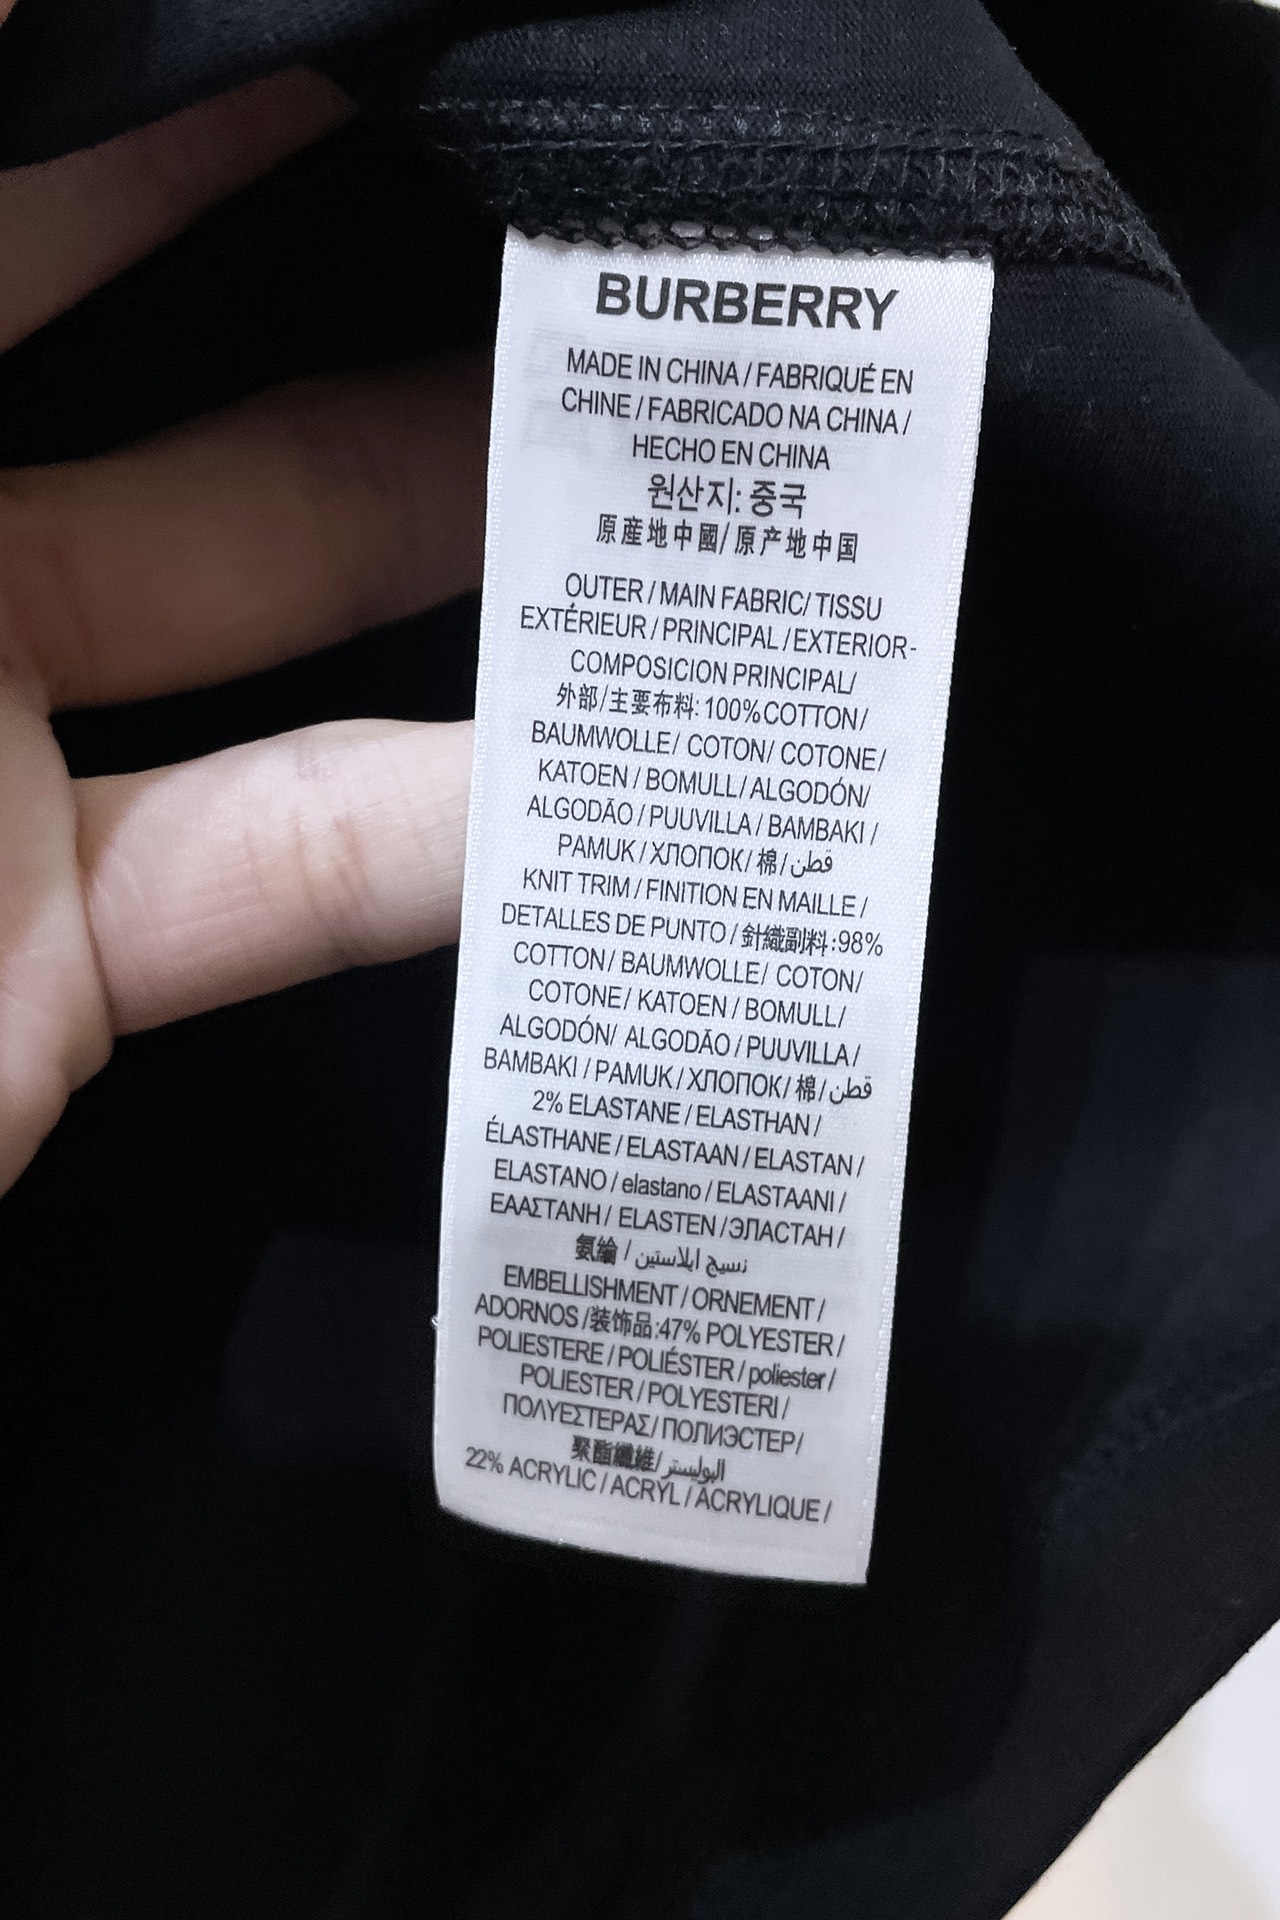 BURBERRY
MADE IN CHINA / FABRIQUÉ EN
CHINE / FABRICADO NA CHINA /
HECHO EN CHINA
원산지: 중국
原産地中國/ 原产地中国
OUTER / MAIN FABRIC/ TISSU
EXTÉRIEUR / PRINCIPAL / EXTERIOR-
COMPOSICION PRINCIPAL/
外部/主要布料: 100% COTTON /
BAUMWOLLE/ COTON/ COTONE/
KATOEN / BOMULL / ALGODÓN/
ALGODÃO / PUUVILLA / BAMBAKI /
PAMUK / ХЛОПОК/ 棉/ قطن
KNIT TRIM / FINITION EN MAILLE /
DETALLES DE PUNTO / 針織副料:98%
COTTON/ BAUMWOLLE/ COTON/
COTONE/ KATOEN / BOMULL/
ALGODÓN/ ALGODÃO / PUUVILLA /
BAMBAKI / PAMUK / ХЛОПОК/ 棉/ قطن
2% ELASTANE / ELASTHAN /
ÉLASTHANE / ELASTAAN / ELASTAN /
ELASTANO / elastano / ELASTAANI /
ΕΑΑΣΤΑΝΗ / ELASTEN / ЭЛАСТАН /
氨綸 / نسيج ايلاستين
EMBELLISHMENT / ORNEMENT /
ADORNOS /装饰品:47% POLYESTER /
POLIESTERE / POLIÉSTER / poliester /
POLIESTER / POLYESTERI /
ΠΟΛΥΕΣΤΕΡΑΣ/ ПОЛИЭСТЕР/
聚酯纖維/ البوليستر
22% ACRYLIC / ACRYL / ACRYLIQUE /